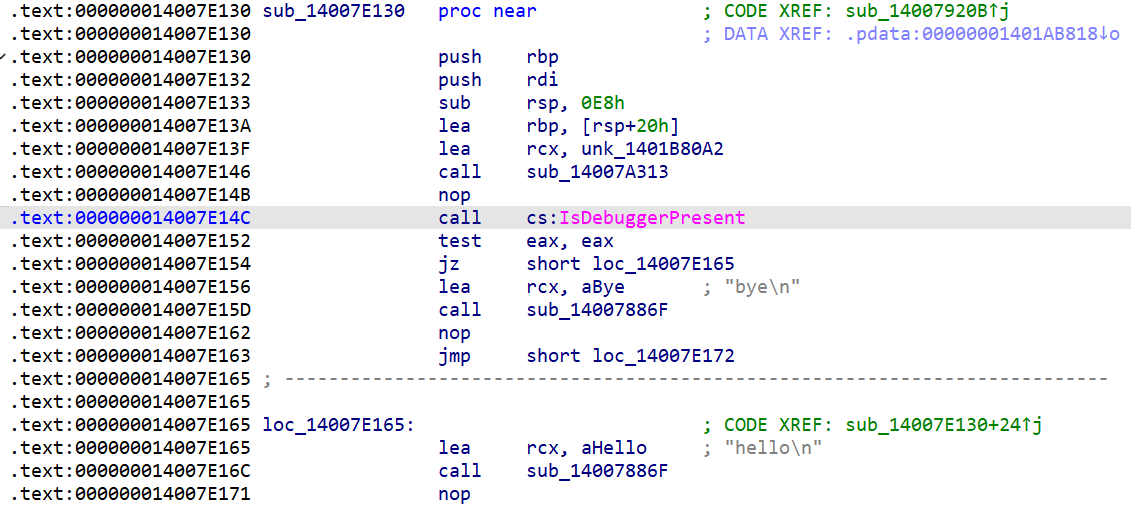 .text:000000014007E130 sub_14007E130 proc near ; CODE XREF: sub_14007920B↑j
.text:000000014007E130 ; DATA XREF: .pdata:00000001401AB818↓o
.text:000000014007E130 push rbp
.text:000000014007E132 push rdi
.text:000000014007E133 sub rsp, 0E8h
.text:000000014007E13A lea rbp, [rsp+20h]
.text:000000014007E13F lea rcx, unk_1401B80A2
.text:000000014007E146 call sub_14007A313
.text:000000014007E14B nop
.text:000000014007E14C call cs:IsDebuggerPresent
.text:000000014007E152 test eax, eax
.text:000000014007E154 jz short loc_14007E165
.text:000000014007E156 lea rcx, aBye ; "bye\n"
.text:000000014007E15D call sub_14007886F
.text:000000014007E162 nop
.text:000000014007E163 jmp short loc_14007E172
.text:000000014007E165 ; ---------------------------------------------------------------------------
.text:000000014007E165
.text:000000014007E165 loc_14007E165: ; CODE XREF: sub_14007E130+24↑j
.text:000000014007E165 lea rcx, aHello ; "hello\n"
.text:000000014007E16C call sub_14007886F
.text:000000014007E171 nop